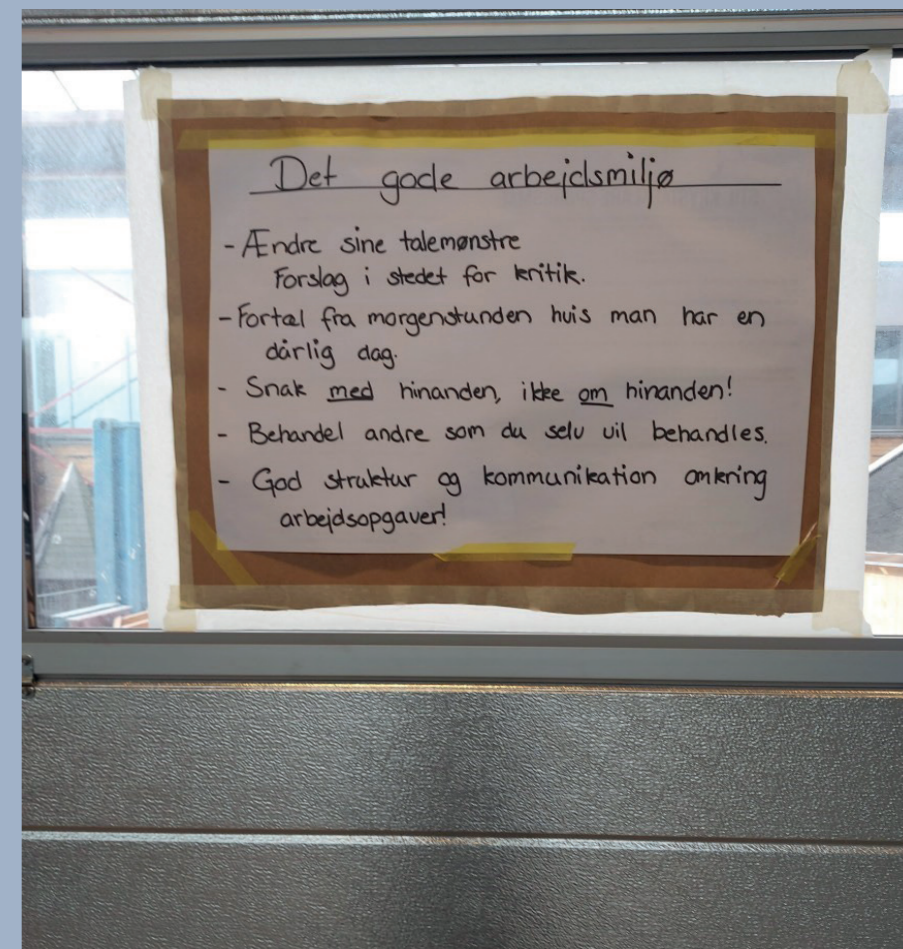 Det gode arbejdsmiljø
- Ændre sine talemønstre
Forslag i stedet for kritik.
- Fortæl fra morgenstunden hvis man har en
dårlig dag.
- Snak med hinanden, ikke om hinanden!
- Behandel andre som du selv vil behandles.
- God struktur og kommunikation omkring
arbejdsopgaver!